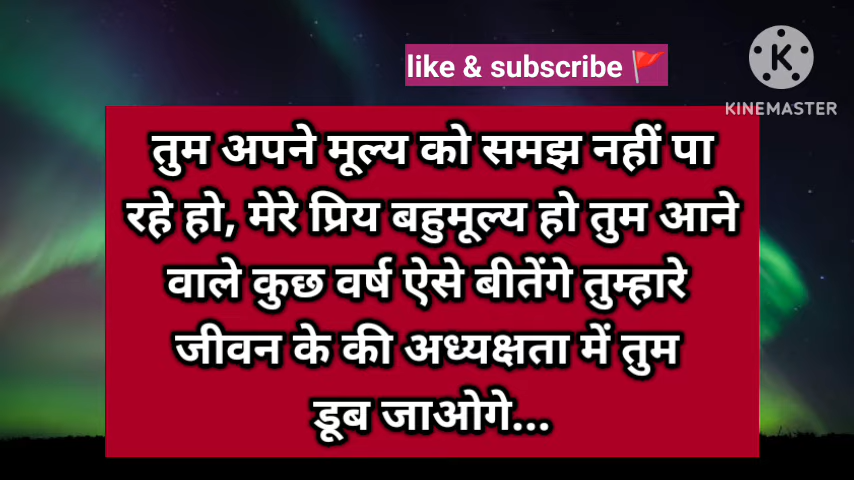 like & subscribe 🚩
KINEMASTER
तुम अपने मूल्य को समझ नहीं पा
रहे हो, मेरे प्रिय बहुमूल्य हो तुम आने
वाले कुछ वर्ष ऐसे बीतेंगे तुम्हारे
जीवन के की अध्यक्षता में तुम
डूब जाओगे...